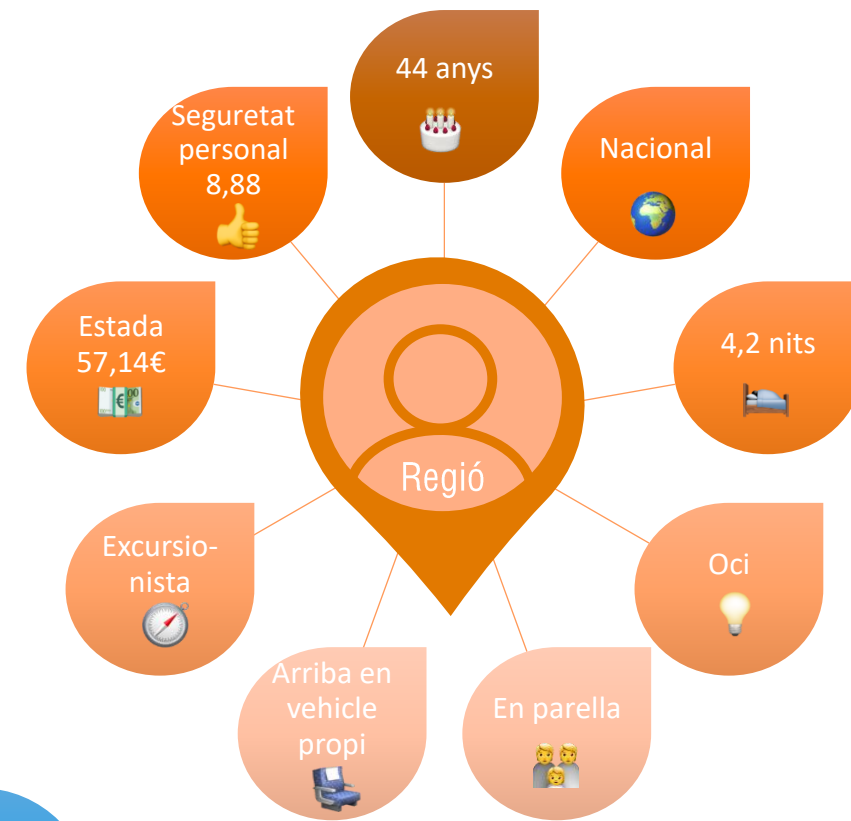 44 anys
Nacional
4,2 nits
Oci
En parella
Arriba en
vehicle
propi
Excursio-
nista
Estada
57,14€
Seguretat
personal
8,88
Regió